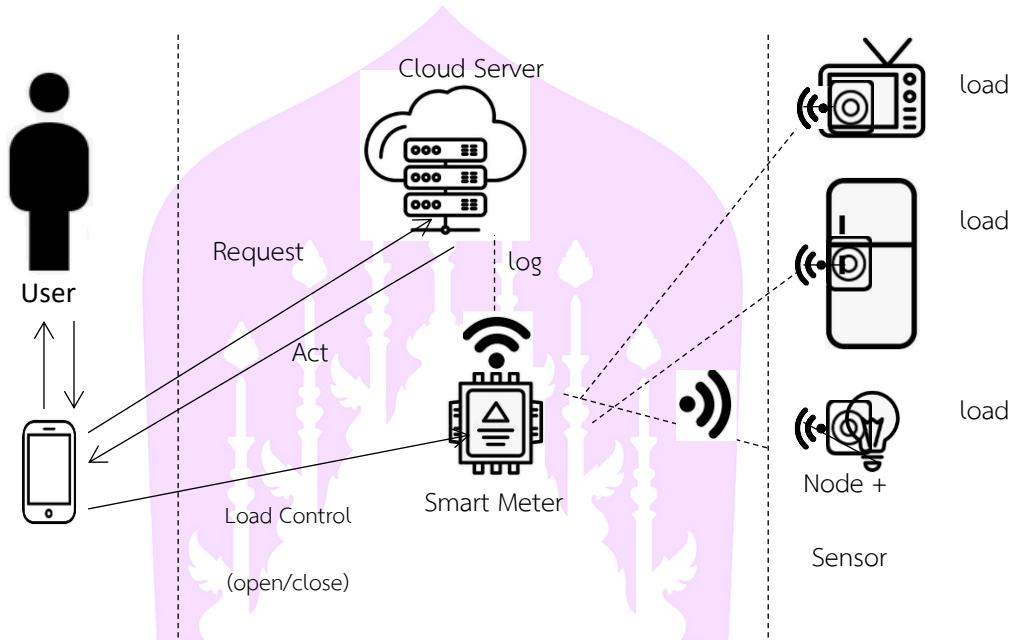 Cloud Server
load
Request
log
load
User
Act
load
Node +
Smart Meter
Load Control
Sensor
(open/close)